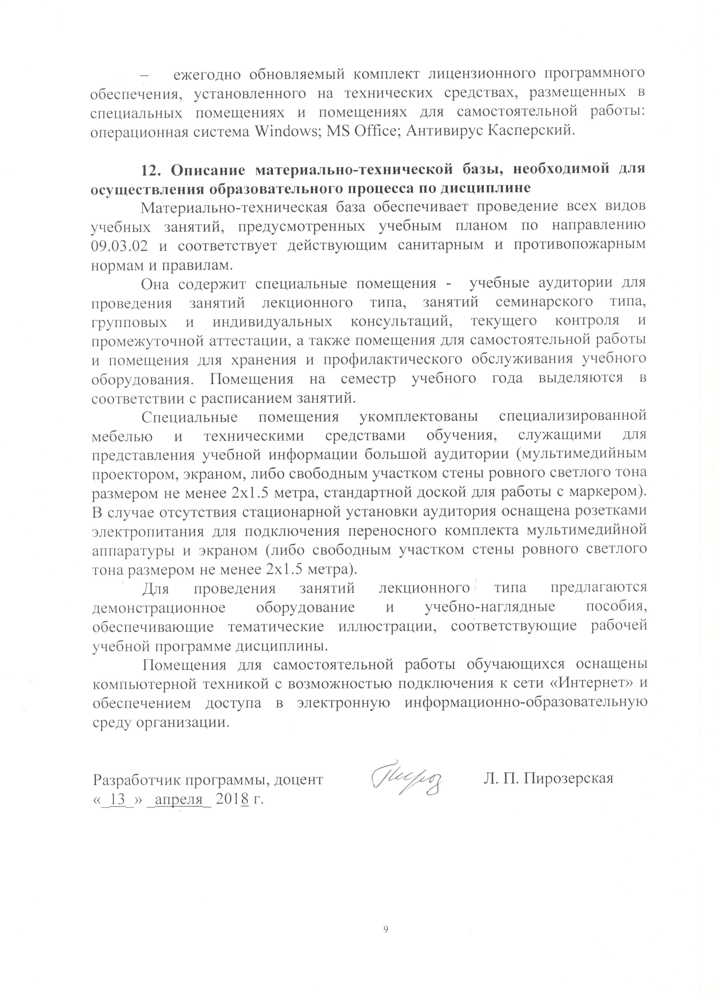 – ежегодно обновляемый комплект лицензионного программного
обеспечения, установленного на технических средствах, размещенных в
специальных помещениях и помещениях для самостоятельной работы:
операционная система Windows; MS Office; Антивирус Касперский.
12. Описание материально-технической базы, необходимой для
осуществления образовательного процесса по дисциплине
Материально-техническая база обеспечивает проведение всех видов
учебных занятий, предусмотренных учебным планом по направлению
09.03.02 и соответствует действующим санитарным и противопожарным
нормам и правилам.
Она содержит специальные помещения - учебные аудитории для
проведения занятий лекционного типа, занятий семинарского типа,
групповых и индивидуальных консультаций, текущего контроля и
промежуточной аттестации, а также помещения для самостоятельной работы
и помещения для хранения и профилактического обслуживания учебного
оборудования. Помещения на семестр учебного года выделяются в
соответствии с расписанием занятий.
Специальные помещения укомплектованы специализированной
мебелью и техническими средствами обучения, служащими для
представления учебной информации большой аудитории (мультимедийным
проектором, экраном, либо свободным участком стены ровного светлого тона
размером не менее 2х1.5 метра, стандартной доской для работы с маркером).
В случае отсутствия стационарной установки аудитория оснащена розетками
электропитания для подключения переносного комплекта мультимедийной
аппаратуры и экраном (либо свободным участком стены ровного светлого
тона размером не менее 2х1.5 метра).
Для проведения занятий лекционного типа предлагаются
демонстрационное оборудование и учебно-наглядные пособия,
обеспечивающие тематические иллюстрации, соответствующие рабочей
учебной программе дисциплины.
Помещения для самостоятельной работы обучающихся оснащены
компьютерной техникой с возможностью подключения к сети «Интернет» и
обеспечением доступа в электронную информационно-образовательную
среду организации.
Разработчик программы, доцент Л. П. Пирозерская
«_13_» _апреля_ 2018 г.
9